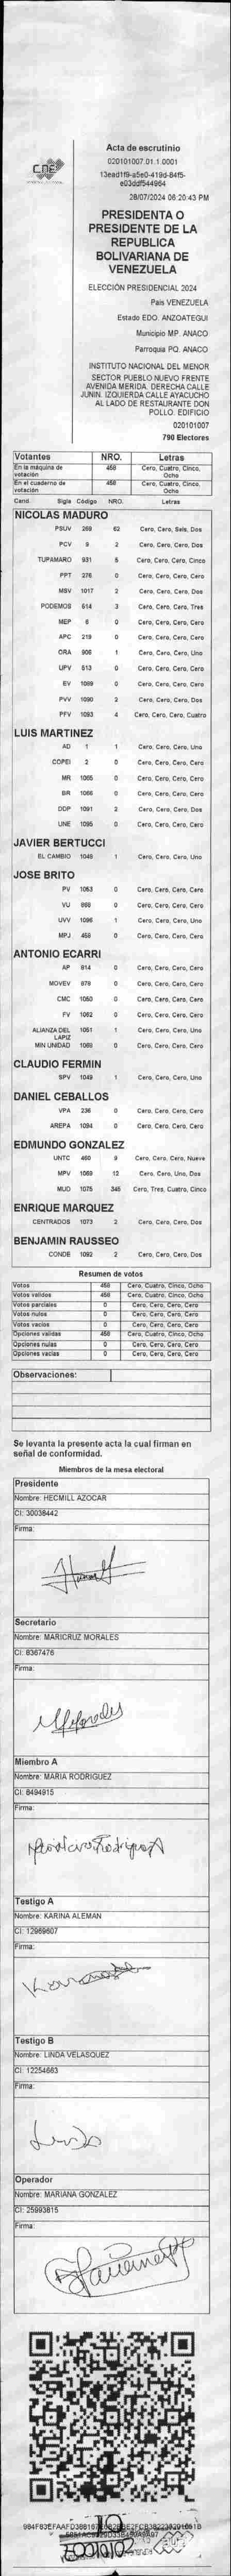 CNE
Acta de escrutinio
020101007.01.1.0001
13ead1f9-a5e0-419d-84f5-
e03ddf544964
28/07/2024 06:20:43 PM
PRESIDENTA O
PRESIDENTE DE LA
REPUBLICA
BOLIVARIANA DE
VENEZUELA
ELECCIÓN PRESIDENCIAL 2024
País VENEZUELA
Estado EDO. ANZOATEGUI
Municipio MP. ANACO
Parroquia PQ. ANACO
INSTITUTO NACIONAL DEL MENOR
SECTOR PUEBLO NUEVO FRENTE
AVENIDA MERIDA. DERECHA CALLE
JUNIN. IZQUIERDA CALLE AYACUCHO
AL LADO DE RESTAURANTE DON
POLLO. EDIFICIO
020101007
790 Electores
Votantes NRO. Letras
En la máquina de votación 458 Cero, Cuatro, Cinco, Ocho
En el cuaderno de votación 458 Cero, Cuatro, Cinco, Ocho
Cand. Sigla Código NRO. Letras
NICOLAS MADURO
PSUV 269 62 Cero, Cero, Seis, Dos
PCV 9 2 Cero, Cero, Cero, Dos
TUPAMARO 931 5 Cero, Cero, Cero, Cinco
PPT 276 0 Cero, Cero, Cero, Cero
MSV 1017 2 Cero, Cero, Cero, Dos
PODEMOS 514 3 Cero, Cero, Cero, Tres
MEP 6 0 Cero, Cero, Cero, Cero
APC 219 0 Cero, Cero, Cero, Cero
ORA 906 1 Cero, Cero, Cero, Uno
UPV 513 0 Cero, Cero, Cero, Cero
EV 1089 0 Cero, Cero, Cero, Cero
PVV 1090 2 Cero, Cero, Cero, Dos
PFV 1093 4 Cero, Cero, Cero, Cuatro
LUIS MARTINEZ
AD 1 1 Cero, Cero, Cero, Uno
COPEI 2 0 Cero, Cero, Cero, Cero
MR 1065 0 Cero, Cero, Cero, Cero
BR 1066 0 Cero, Cero, Cero, Cero
DDP 1091 2 Cero, Cero, Cero, Dos
UNE 1095 0 Cero, Cero, Cero, Cero
JAVIER BERTUCCI
EL CAMBIO 1048 1 Cero, Cero, Cero, Uno
JOSE BRITO
PV 1053 0 Cero, Cero, Cero, Cero
VU 868 0 Cero, Cero, Cero, Cero
UVV 1096 1 Cero, Cero, Cero, Uno
MPJ 458 0 Cero, Cero, Cero, Cero
ANTONIO ECARRI
AP 814 0 Cero, Cero, Cero, Cero
MOVEV 978 0 Cero, Cero, Cero, Cero
CMC 1050 0 Cero, Cero, Cero, Cero
FV 1052 0 Cero, Cero, Cero, Cero
ALIANZA DEL LAPIZ 1051 1 Cero, Cero, Cero, Uno
MIN UNIDAD 1069 0 Cero, Cero, Cero, Cero
CLAUDIO FERMIN
SPV 1049 1 Cero, Cero, Cero, Uno
DANIEL CEBALLOS
VPA 236 0 Cero, Cero, Cero, Cero
AREPA 1094 0 Cero, Cero, Cero, Cero
EDMUNDO GONZALEZ
UNTC 460 9 Cero, Cero, Cero, Nueve
MPV 1059 12 Cero, Cero, Uno, Dos
MUD 1075 345 Cero, Tres, Cuatro, Cinco
ENRIQUE MARQUEZ
CENTRADOS 1073 2 Cero, Cero, Cero, Dos
BENJAMIN RAUSSEO
CONDE 1092 2 Cero, Cero, Cero, Dos
Resumen de votos
Votos 458 Cero, Cuatro, Cinco, Ocho
Votos validos 458 Cero, Cuatro, Cinco, Ocho
Votos parciales 0 Cero, Cero, Cero, Cero
Votos nulos 0 Cero, Cero, Cero, Cero
Votos vacios 0 Cero, Cero, Cero, Cero
Opciones validas 458 Cero, Cuatro, Cinco, Ocho
Opciones nulas 0 Cero, Cero, Cero, Cero
Opciones vacias 0 Cero, Cero, Cero, Cero
Observaciones:
Se levanta la presente acta la cual firman en
señal de conformidad.
Miembros de la mesa electoral
Presidente
Nombre: HECMILL AZOCAR
CI: 30038442
Firma:
Secretario
Nombre: MARICRUZ MORALES
CI: 8367476
Firma:
Miembro A
Nombre: MARIA RODRIGUEZ
CI: 8494915
Firma:
Testigo A
Nombre: KARINA ALEMAN
CI: 12969607
Firma:
Testigo B
Nombre: LINDA VELASQUEZ
CI: 12254663
Firma:
Operador
Nombre: MARIANA GONZALEZ
CI: 25993815
Firma: